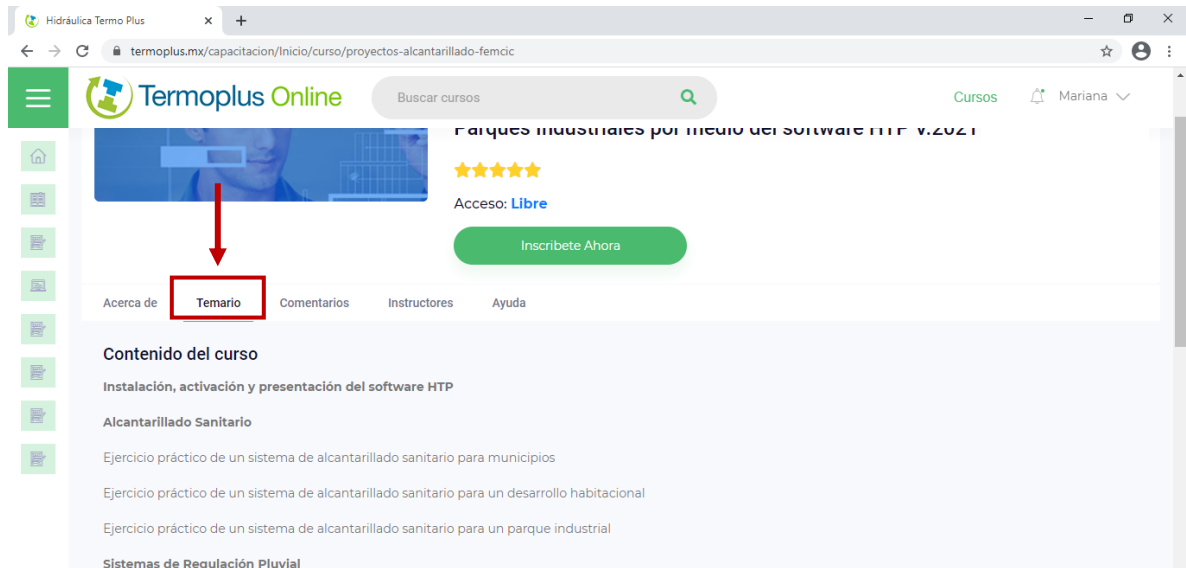 Hidráulica Termo Plus
termoplus.mx/capacitacion/Inicio/curso/proyectos-alcantarillado-femcic
Termoplus Online
Buscar cursos
Cursos
Mariana
Parques Industriales por medio del software HTP V.2021
Acceso: Libre
Inscribete Ahora
Acerca de Temario Comentarios Instructores Ayuda
Contenido del curso
Instalación, activación y presentación del software HTP
Alcantarillado Sanitario
Ejercicio práctico de un sistema de alcantarillado sanitario para municipios
Ejercicio práctico de un sistema de alcantarillado sanitario para un desarrollo habitacional
Ejercicio práctico de un sistema de alcantarillado sanitario para un parque industrial
Sistemas de Regulación Pluvial